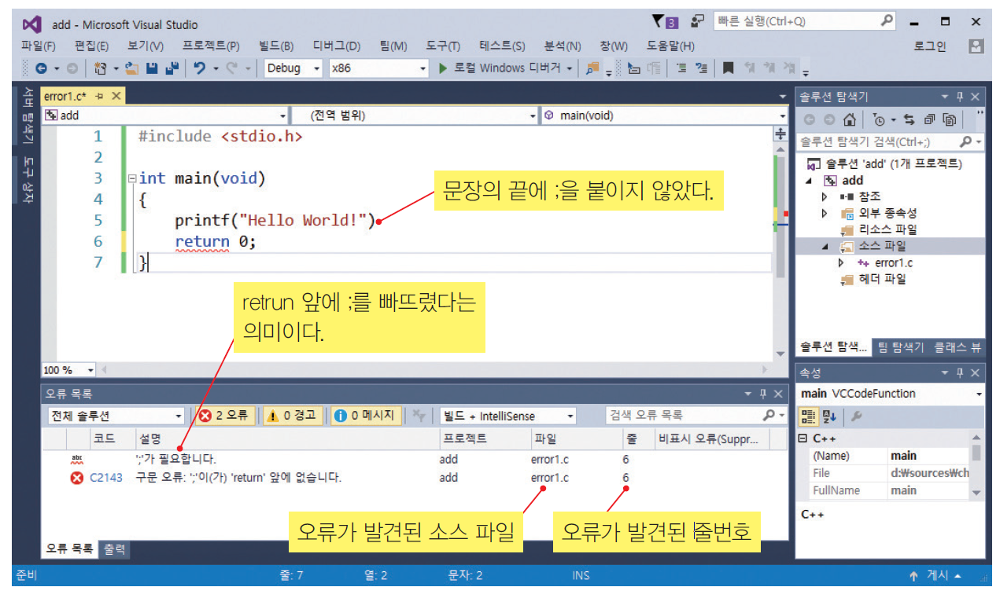 add - Microsoft Visual Studio
3
빠른 실행(Ctrl+Q)
파일(F) 편집(E) 보기(V) 프로젝트(P) 빌드(B) 디버그(D) 팀(M) 도구(T) 테스트(S) 분석(N) 창(W) 도움말(H)
로그인
Debug x86 로컬 Windows 디버거
서버 탐색기
도구 상자
error1.c*
add (전역 범위) main(void)
1 #include <stdio.h>
2
3 int main(void)
4 {
5 printf("Hello World!")
6 return 0;
7 }
문장의 끝에 ;을 붙이지 않았다.
retrun 앞에 ;를 빠뜨렸다는
의미이다.
100 %
솔루션 탐색기
솔루션 탐색기 검색(Ctrl+;)
솔루션 'add' (1개 프로젝트)
add
참조
외부 종속성
리소스 파일
소스 파일
++ error1.c
헤더 파일
솔루션 탐색... 팀 탐색기 클래스 뷰
오류 목록
전체 솔루션 2 오류 0 경고 0 메시지 빌드 + IntelliSense 검색 오류 목록
코드 설명 프로젝트 파일 줄 비표시 오류(Suppr...
abc ';'가 필요합니다. add error1.c 6
C2143 구문 오류: ';'이(가) 'return' 앞에 없습니다. add error1.c 6
오류가 발견된 소스 파일
오류가 발견된 줄번호
오류 목록 출력
속성
main VCCodeFunction
C++
(Name) main
File d:₩sources₩ch
FullName main
C++
준비 줄: 7 열: 2 문자: 2 INS 게시